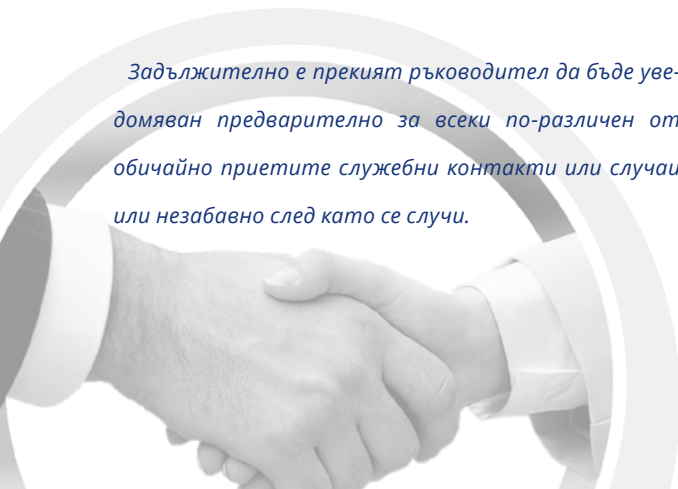 Задължително е прекият ръководител да бъде уве-
домяван предварително за всеки по-различен от
обичайно приетите служебни контакти или случаи
или незабавно след като се случи.